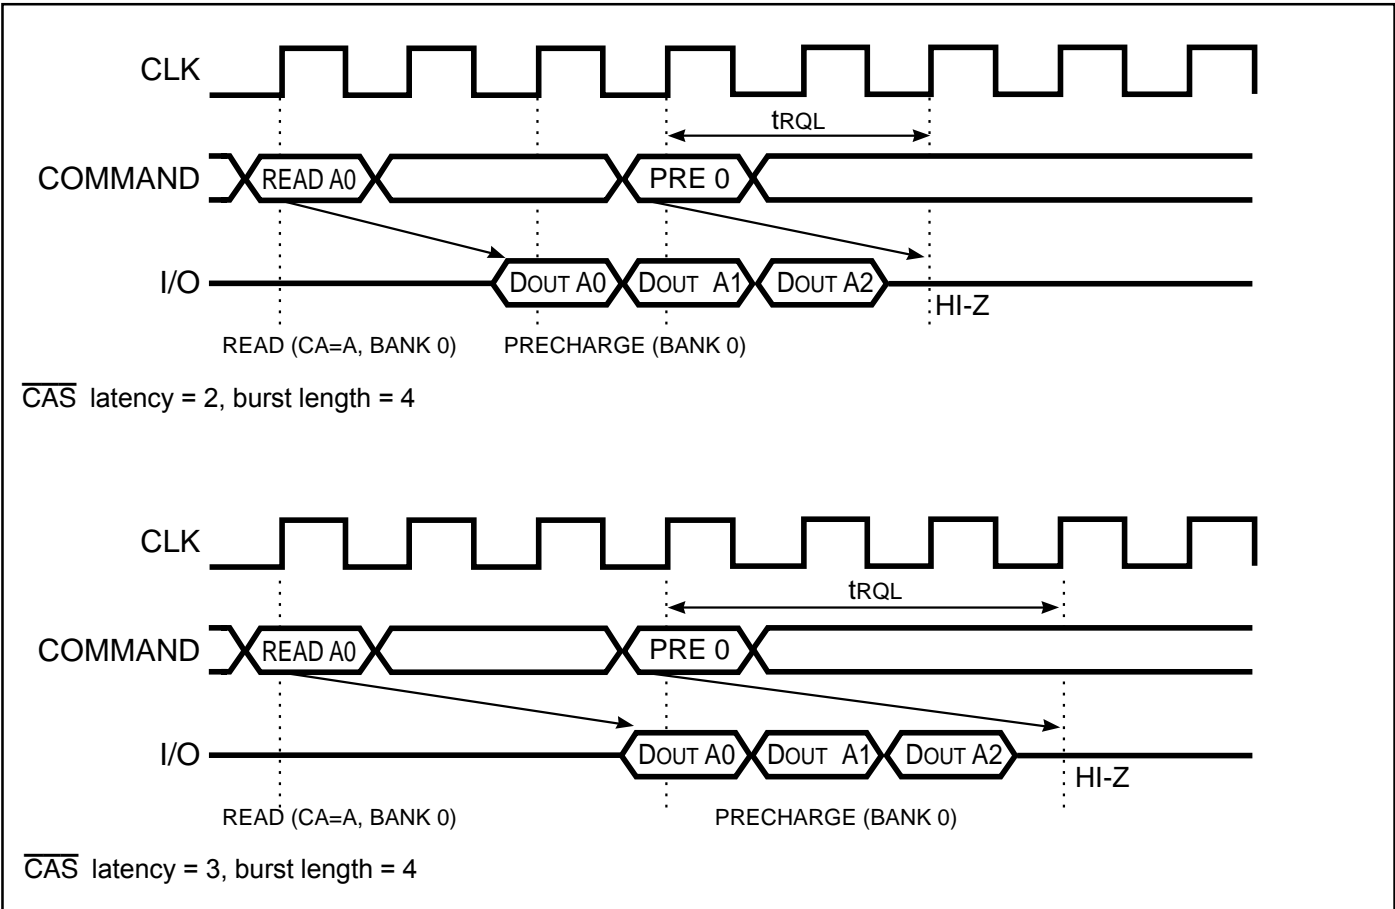 CLK
tRQL
COMMAND READ A0 PRE 0
I/O DOUT A0 DOUT A1 DOUT A2 HI-Z
READ (CA=A, BANK 0) PRECHARGE (BANK 0)
CAS latency = 2, burst length = 4
CLK
tRQL
COMMAND READ A0 PRE 0
I/O DOUT A0 DOUT A1 DOUT A2 HI-Z
READ (CA=A, BANK 0) PRECHARGE (BANK 0)
CAS latency = 3, burst length = 4